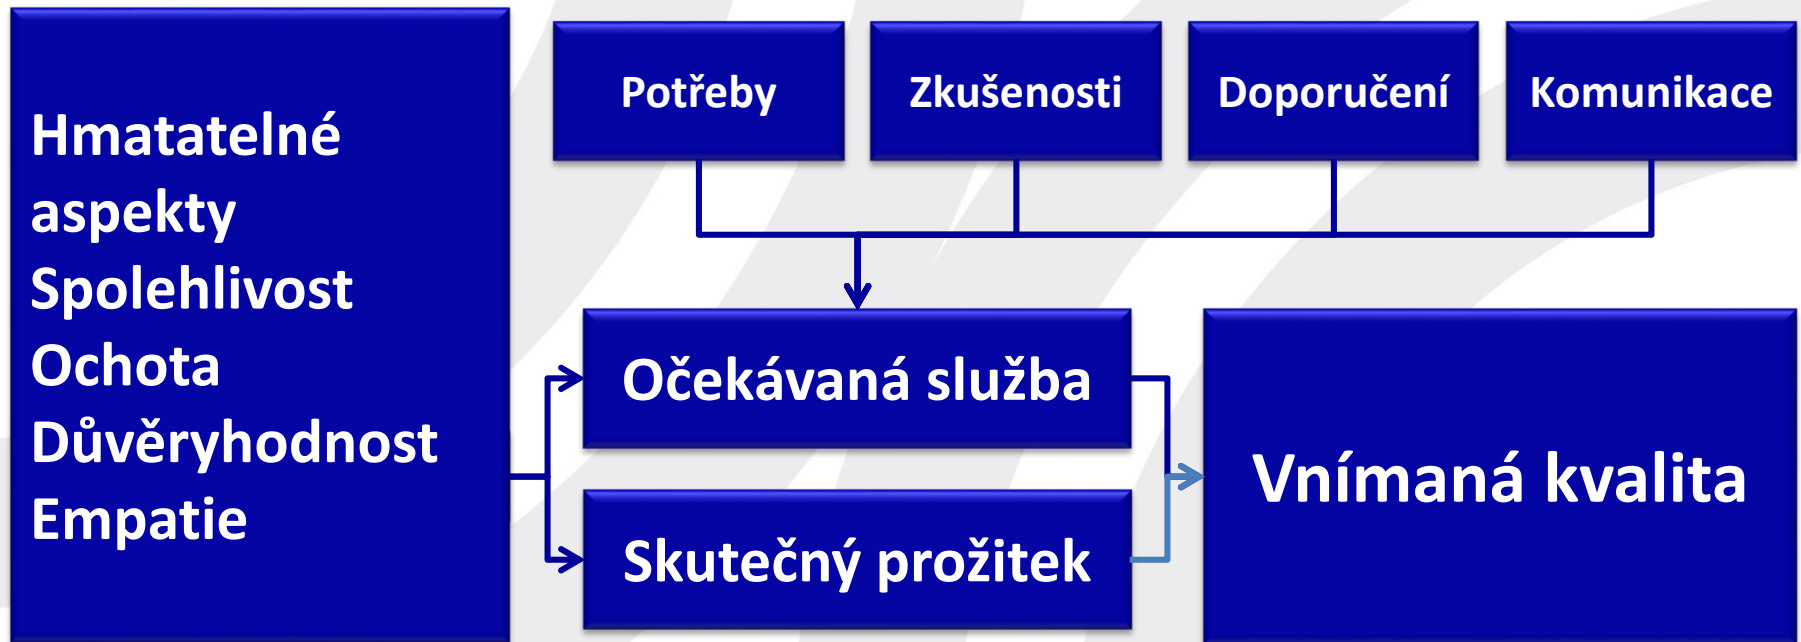 Hmatatelné
aspekty
Spolehlivost
Ochota
Důvěryhodnost
Empatie
Potřeby
Zkušenosti
Doporučení
Komunikace
Očekávaná služba
Skutečný prožitek
Vnímaná kvalita